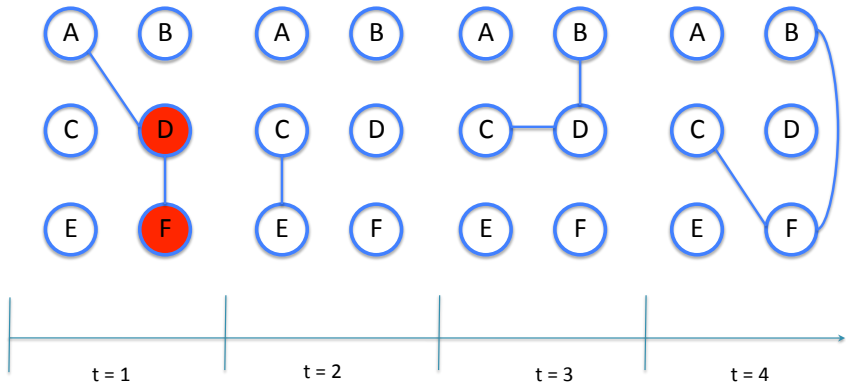 A B A B A B A B
C D C D C D C D
E F E F E F E F
t = 1 t = 2 t = 3 t = 4